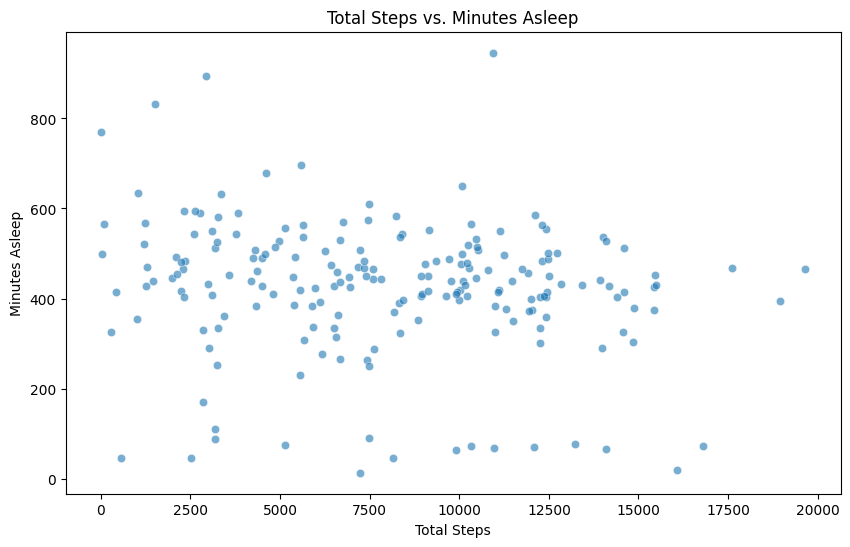 Total Steps vs. Minutes Asleep
Minutes Asleep
800
600
400
200
0
0 2500 5000 7500 10000 12500 15000 17500 20000
Total Steps